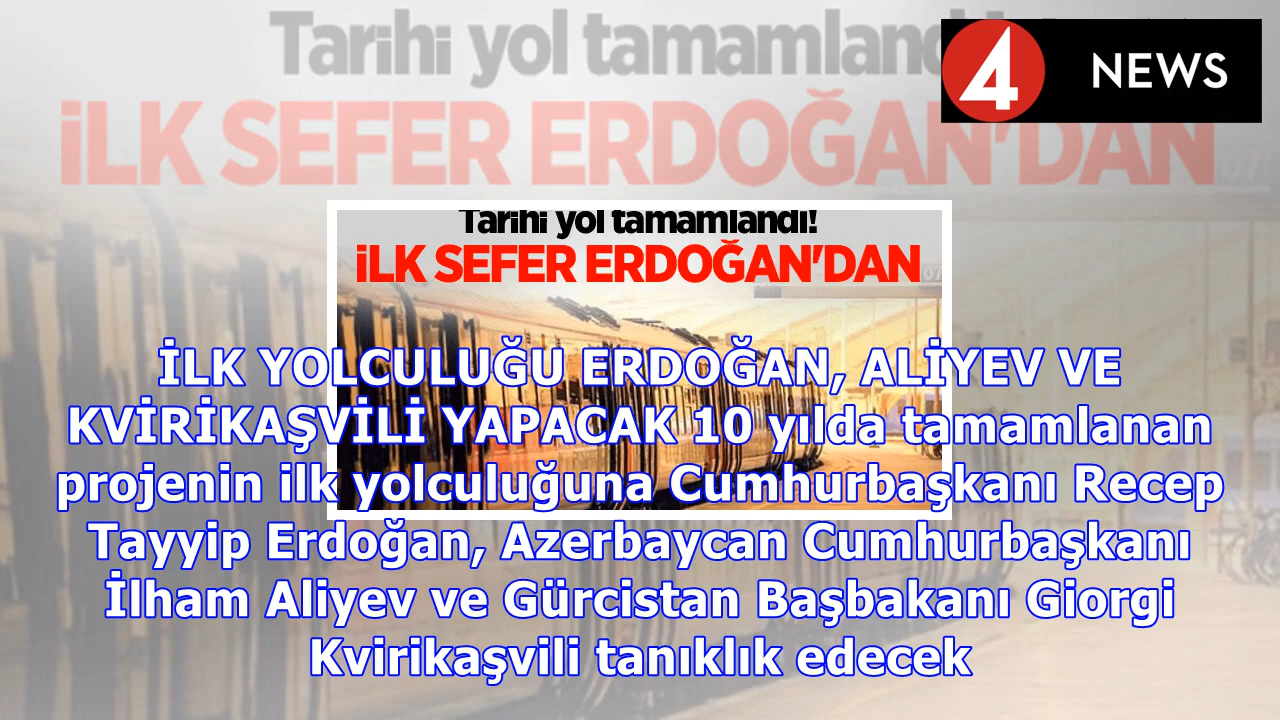 Tarihi yol tamamland
4 NEWS
İLK SEFER ERDOĞAN'DAN
Tarihi yol tamamlandı!
İLK SEFER ERDOĞAN'DAN
07
İLK YOLCULUĞU ERDOĞAN, ALİYEV VE
KVİRİKAŞVİLİ YAPACAK 10 yılda tamamlanan
projenin ilk yolculuğuna Cumhurbaşkanı Recep
Tayyip Erdoğan, Azerbaycan Cumhurbaşkanı
İlham Aliyev ve Gürcistan Başbakanı Giorgi
Kvirikaşvili tanıklık edecek